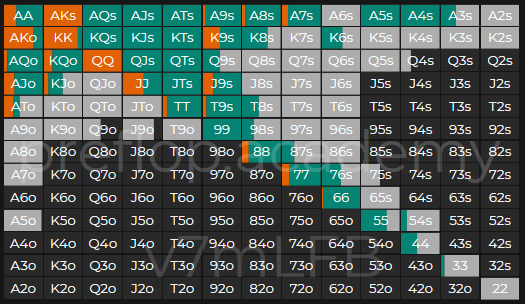 AA AKs AQs AJs ATs A9s A8s A7s A6s A5s A4s A3s A2s
AKo KK KQs KJs KTs K9s K8s K7s K6s K5s K4s K3s K2s
AQo KQo QQ QJs QTs Q9s Q8s Q7s Q6s Q5s Q4s Q3s Q2s
AJo KJo QJo JJ JTs J9s J8s J7s J6s J5s J4s J3s J2s
ATo KTo QTo JTo TT T9s T8s T7s T6s T5s T4s T3s T2s
A9o K9o Q9o J9o T9o 99 98s 97s 96s 95s 94s 93s 92s
A8o K8o Q8o J8o T8o 98o 88 87s 86s 85s 84s 83s 82s
preflop.academy
A7o K7o Q7o J7o T7o 97o 87o 77 76s 75s 74s 73s 72s
A6o K6o Q6o J6o T6o 96o 86o 76o 66 65s 64s 63s 62s
A5o K5o Q5o J5o T5o 95o 85o 75o 65o 55 54s 53s 52s
A4o K4o Q4o J4o T4o 94o 84o 74o 64o 54o 44 43s 42s
v7mLFB
A3o K3o Q3o J3o T3o 93o 83o 73o 63o 53o 43o 33 32s
A2o K2o Q2o J2o T2o 92o 82o 72o 62o 52o 42o 32o 22